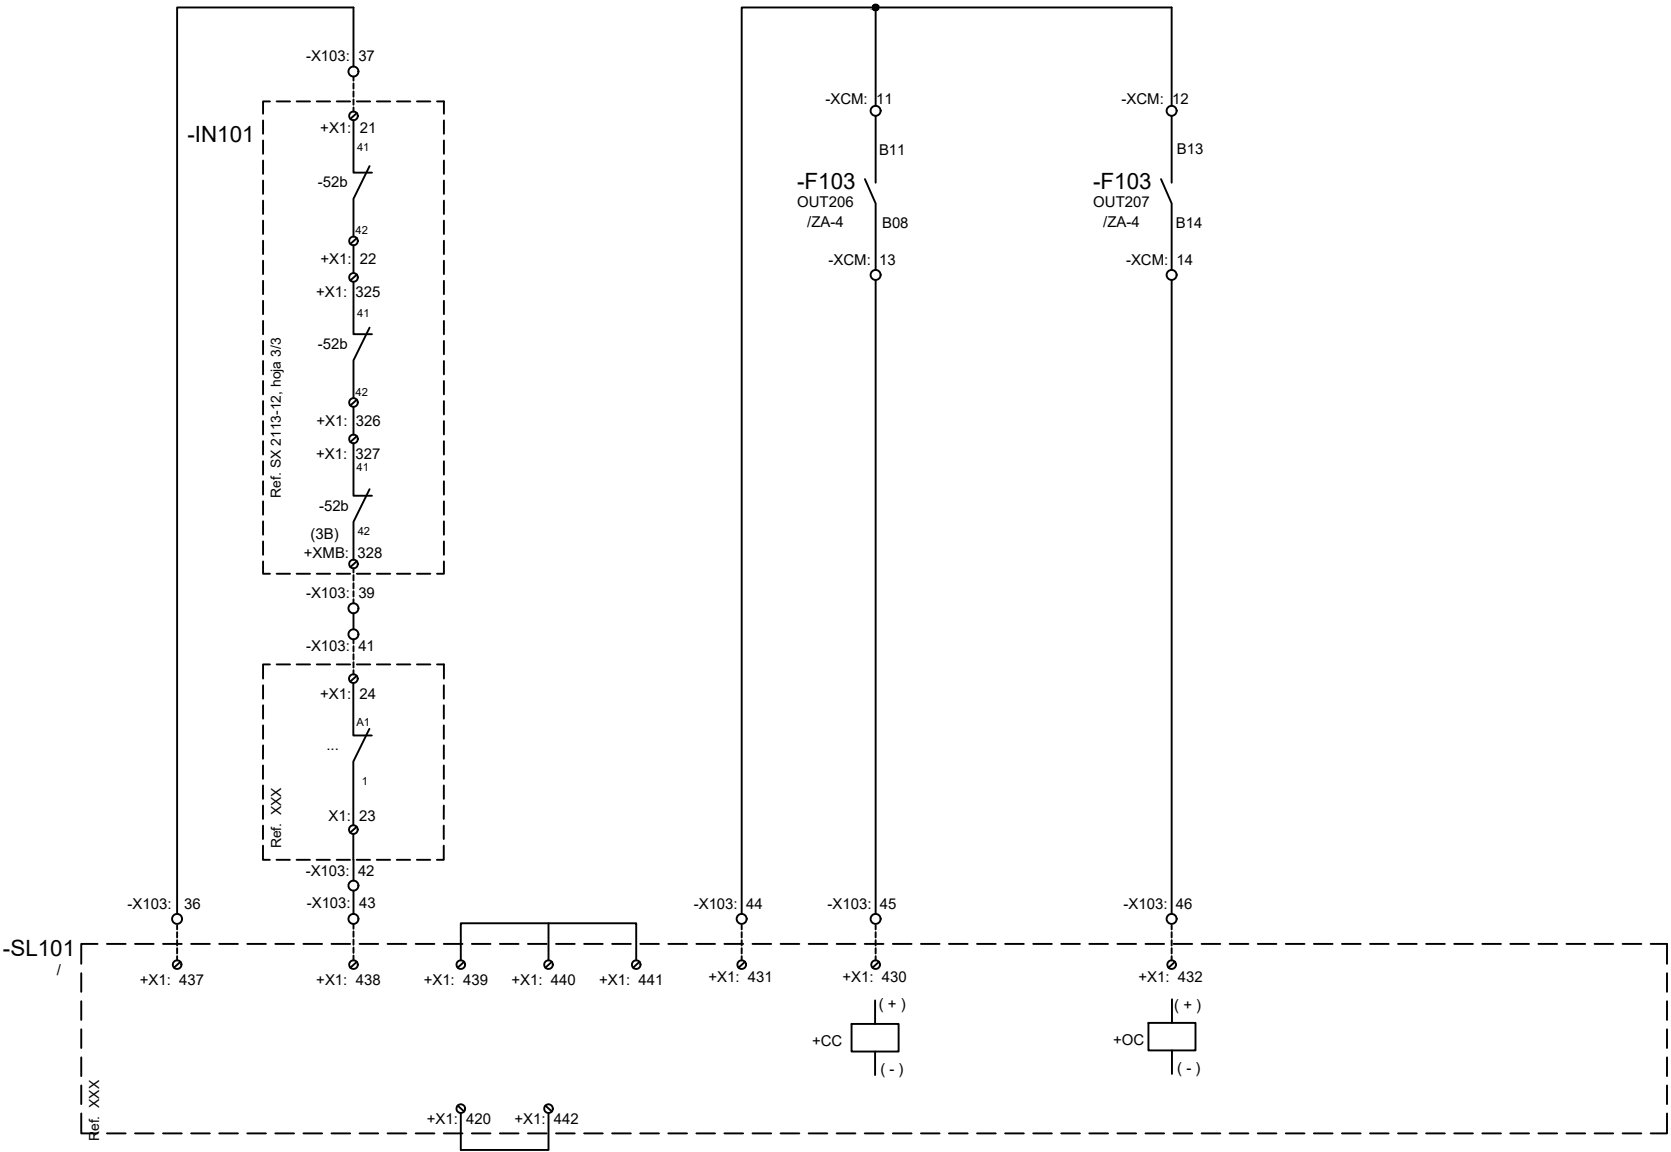 -X103: 37
-XCM: 11
-XCM: 12
-IN101
+X1: 21
41
-52b
42
+X1: 22
+X1: 325
41
-52b
42
+X1: 326
+X1: 327
41
-52b
(3B)
42
+XMB: 328
Ref. SX 2113-12, hoja 3/3
B11
-F103
OUT206
/ZA-4
B08
-XCM: 13
B13
-F103
OUT207
/ZA-4
B14
-XCM: 14
-X103: 39
-X103: 41
+X1: 24
A1
...
1
X1: 23
Ref. XXX
-X103: 42
-X103: 36
-X103: 43
-X103: 44
-X103: 45
-X103: 46
-SL101
/
+X1: 437
+X1: 438
+X1: 439
+X1: 440
+X1: 441
+X1: 431
+X1: 430
+X1: 432
( + )
+CC
( - )
( + )
+OC
( - )
Ref. XXX
+X1: 420
+X1: 442